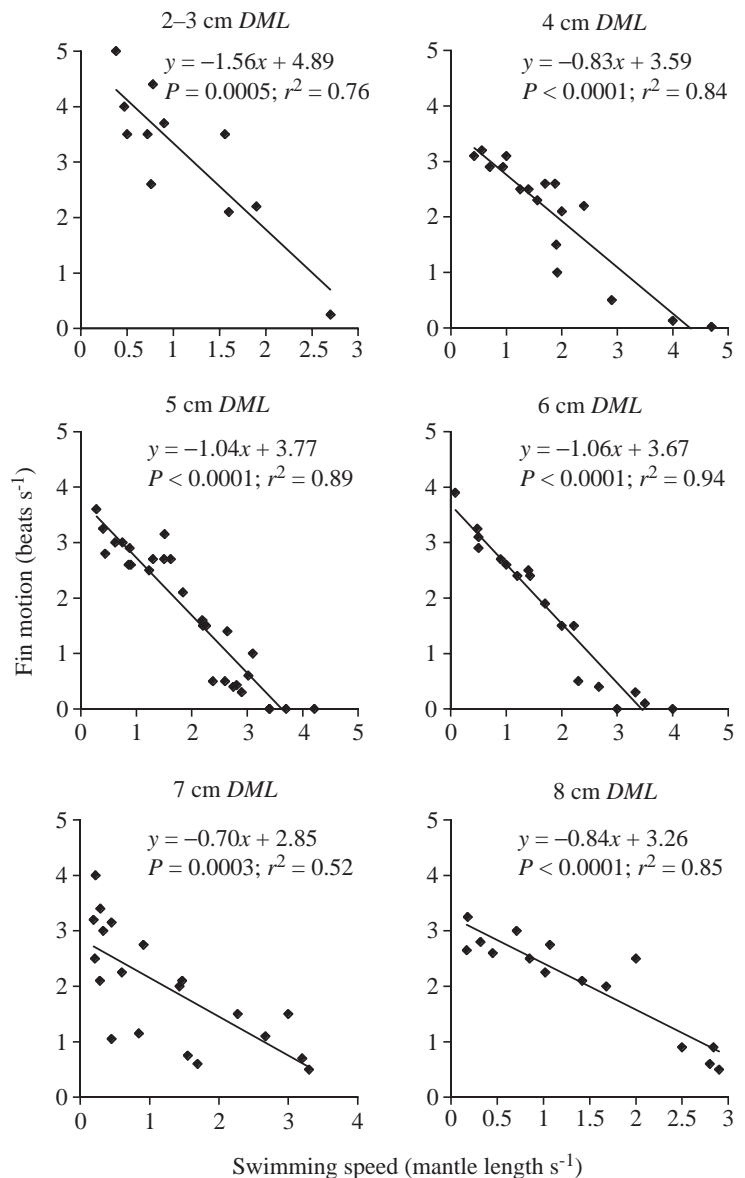 2–3 cm DML
y = −1.56x + 4.89
P = 0.0005; r² = 0.76
5
4
3
2
1
0
0 0.5 1 1.5 2 2.5 3
4 cm DML
y = −0.83x + 3.59
P < 0.0001; r² = 0.84
5
4
3
2
1
0
0 1 2 3 4 5
5 cm DML
y = −1.04x + 3.77
P < 0.0001; r² = 0.89
5
4
3
2
1
0
0 1 2 3 4 5
6 cm DML
y = −1.06x + 3.67
P < 0.0001; r² = 0.94
5
4
3
2
1
0
0 1 2 3 4 5
Fin motion (beats s⁻¹)
7 cm DML
y = −0.70x + 2.85
P = 0.0003; r² = 0.52
5
4
3
2
1
0
0 1 2 3 4
8 cm DML
y = −0.84x + 3.26
P < 0.0001; r² = 0.85
5
4
3
2
1
0
0 0.5 1 1.5 2 2.5 3
Swimming speed (mantle length s⁻¹)